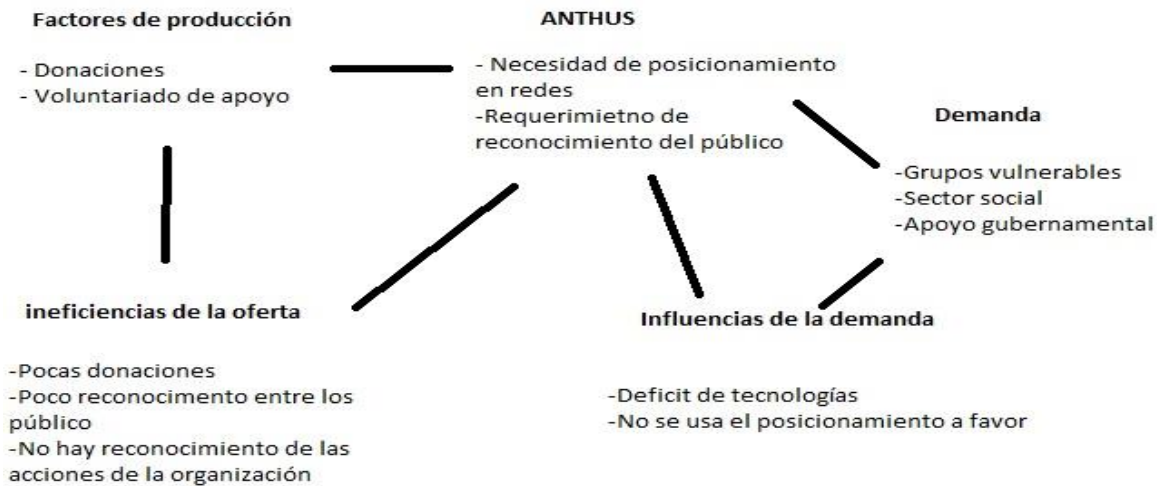 Factores de producción
- Donaciones
- Voluntariado de apoyo
ANTHUS
- Necesidad de posicionamiento
en redes
-Requerimietno de
reconocimiento del público
Demanda
-Grupos vulnerables
-Sector social
-Apoyo gubernamental
ineficiencias de la oferta
-Pocas donaciones
-Poco reconocimento entre los
público
-No hay reconocimiento de las
acciones de la organización
Influencias de la demanda
-Deficit de tecnologías
-No se usa el posicionamiento a favor